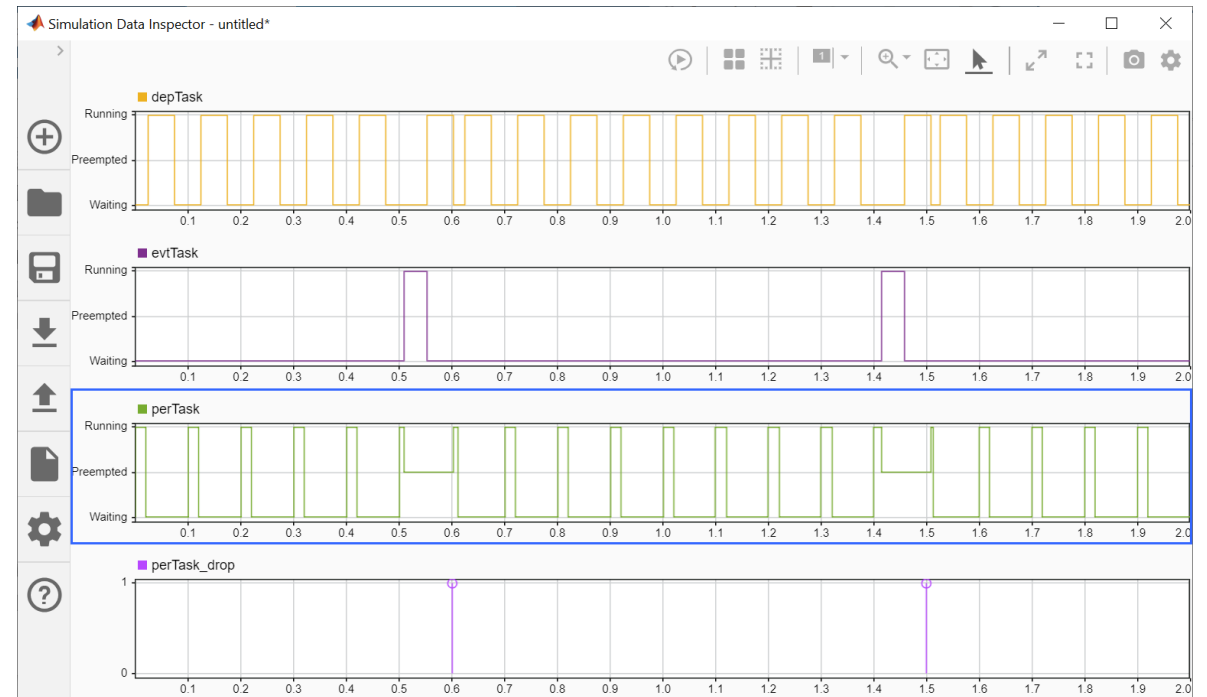 Simulation Data Inspector - untitled*
1
depTask
Running
Preempted
Waiting
0.1 0.2 0.3 0.4 0.5 0.6 0.7 0.8 0.9 1.0 1.1 1.2 1.3 1.4 1.5 1.6 1.7 1.8 1.9 2.0
evtTask
Running
Preempted
Waiting
0.1 0.2 0.3 0.4 0.5 0.6 0.7 0.8 0.9 1.0 1.1 1.2 1.3 1.4 1.5 1.6 1.7 1.8 1.9 2.0
perTask
Running
Preempted
Waiting
0.1 0.2 0.3 0.4 0.5 0.6 0.7 0.8 0.9 1.0 1.1 1.2 1.3 1.4 1.5 1.6 1.7 1.8 1.9 2.0
perTask_drop
1
0
0.1 0.2 0.3 0.4 0.5 0.6 0.7 0.8 0.9 1.0 1.1 1.2 1.3 1.4 1.5 1.6 1.7 1.8 1.9 2.0